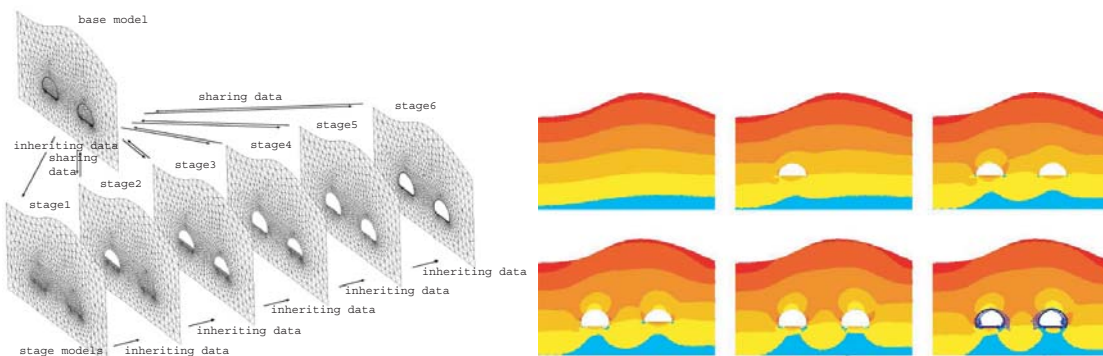 base model
sharing data
stage6
stage5
stage4
inheriting data
sharing
data
stage3
stage2
stage1
inheriting data
inheriting data
inheriting data
inheriting data
stage models
inheriting data